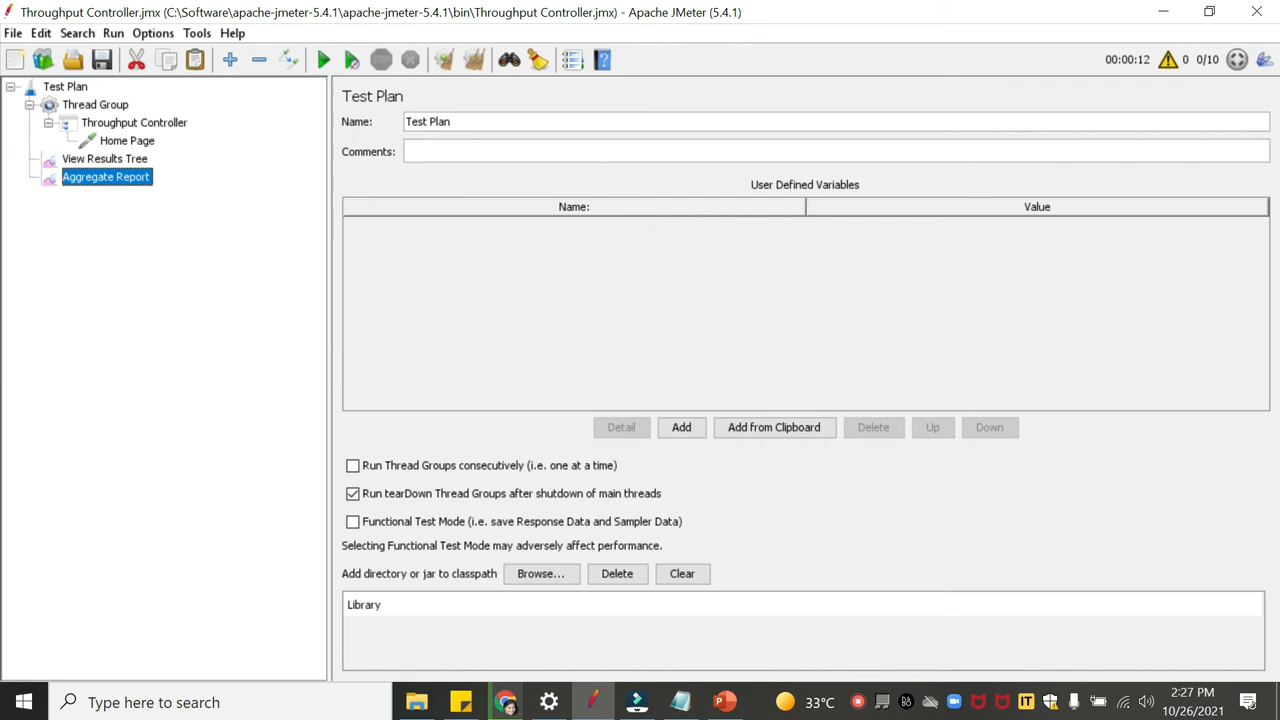 Throughput Controller.jmx (C:\Software\apache-jmeter-5.4.1\apache-jmeter-5.4.1\bin\Throughput Controller.jmx) - Apache JMeter (5.4.1)
File Edit Search Run Options Tools Help
00:00:12 0 0/10
Test Plan
Thread Group
Throughput Controller
Home Page
View Results Tree
Aggregate Report
Test Plan
Name: Test Plan
Comments:
User Defined Variables
Name: Value
Detail Add Add from Clipboard Delete Up Down
Run Thread Groups consecutively (i.e. one at a time)
Run tearDown Thread Groups after shutdown of main threads
Functional Test Mode (i.e. save Response Data and Sampler Data)
Selecting Functional Test Mode may adversely affect performance.
Add directory or jar to classpath Browse... Delete Clear
Library
Type here to search
33°C
IT
2:27 PM
10/26/2021